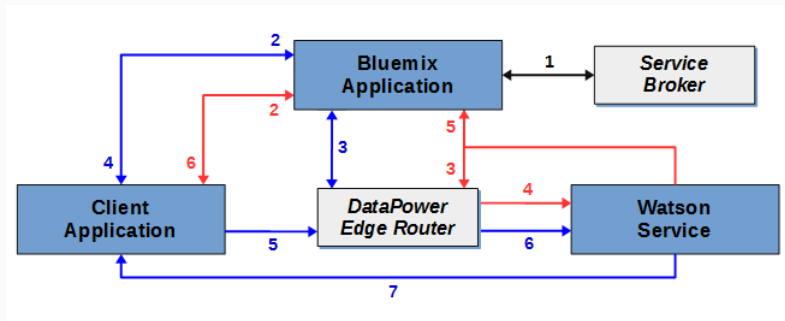 2
Bluemix
Application
1
Service
Broker
2
5
3
4
6
3
4
Client
Application
DataPower
Edge Router
Watson
Service
5
6
7